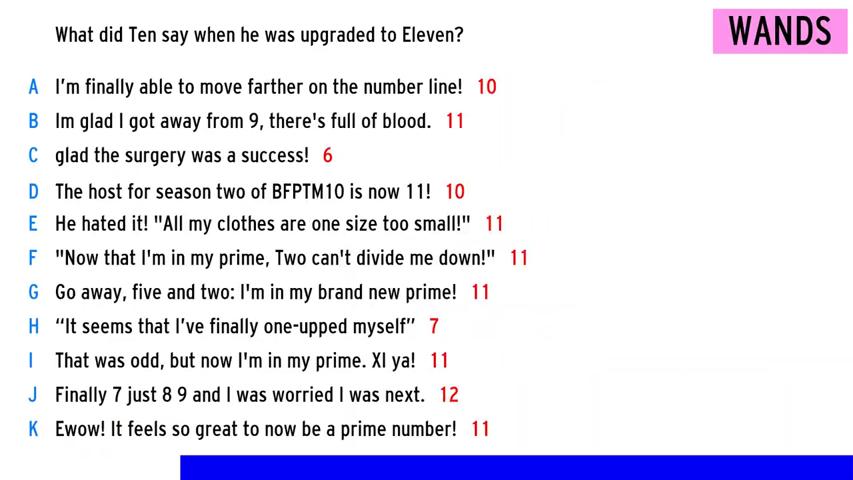 What did Ten say when he was upgraded to Eleven?
WANDS
A I'm finally able to move farther on the number line! 10
B Im glad I got away from 9, there's full of blood. 11
C glad the surgery was a success! 6
D The host for season two of BFPTM10 is now 11! 10
E He hated it! "All my clothes are one size too small!" 11
F "Now that I'm in my prime, Two can't divide me down!" 11
G Go away, five and two: I'm in my brand new prime! 11
H “It seems that I’ve finally one-upped myself” 7
I That was odd, but now I'm in my prime. XI ya! 11
J Finally 7 just 8 9 and I was worried I was next. 12
K Ewow! It feels so great to now be a prime number! 11